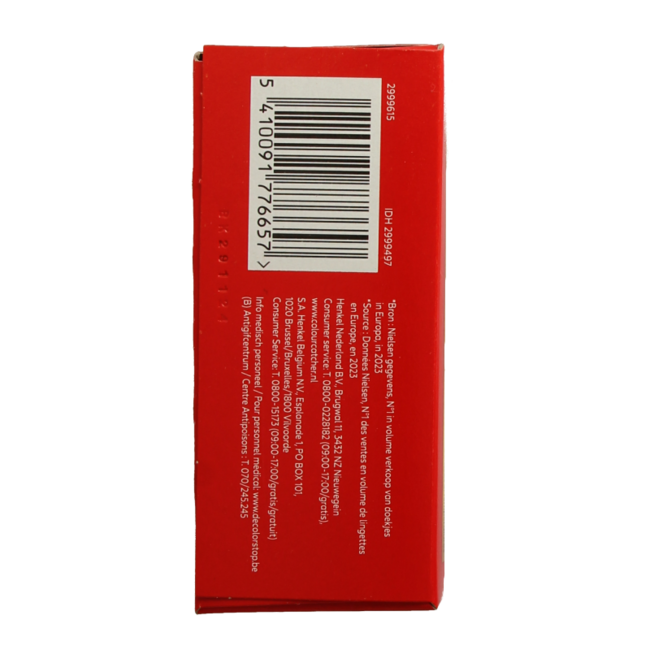 2999615
IDH 2999497
5 410091 776657 >
*Bron : Nielsen gegevens, N°1 in volume verkoop van doekjes
in Europa, in 2023
*Source : Données Nielsen, N°1 des ventes en volume de lingettes
en Europe, en 2023
Henkel Nederland B.V., Brugwal 11, 3432 NZ Nieuwegein
Consumer service: T. 0800-0228182 (09:00-17:00/gratis),
www.colourcatcher.nl
S.A. Henkel Belgium N.V., Esplanade 1, PO BOX 101,
1020 Brussel/Bruxelles/1800 Vilvoorde
Consumer Service: T. 0800-15173 (09:00-17:00/gratis/gratuit)
Info medisch personeel / Pour personnel médical: www.decolorstop.be
(B) Antigifcentrum / Centre Antipoisons : T. 070/245.245